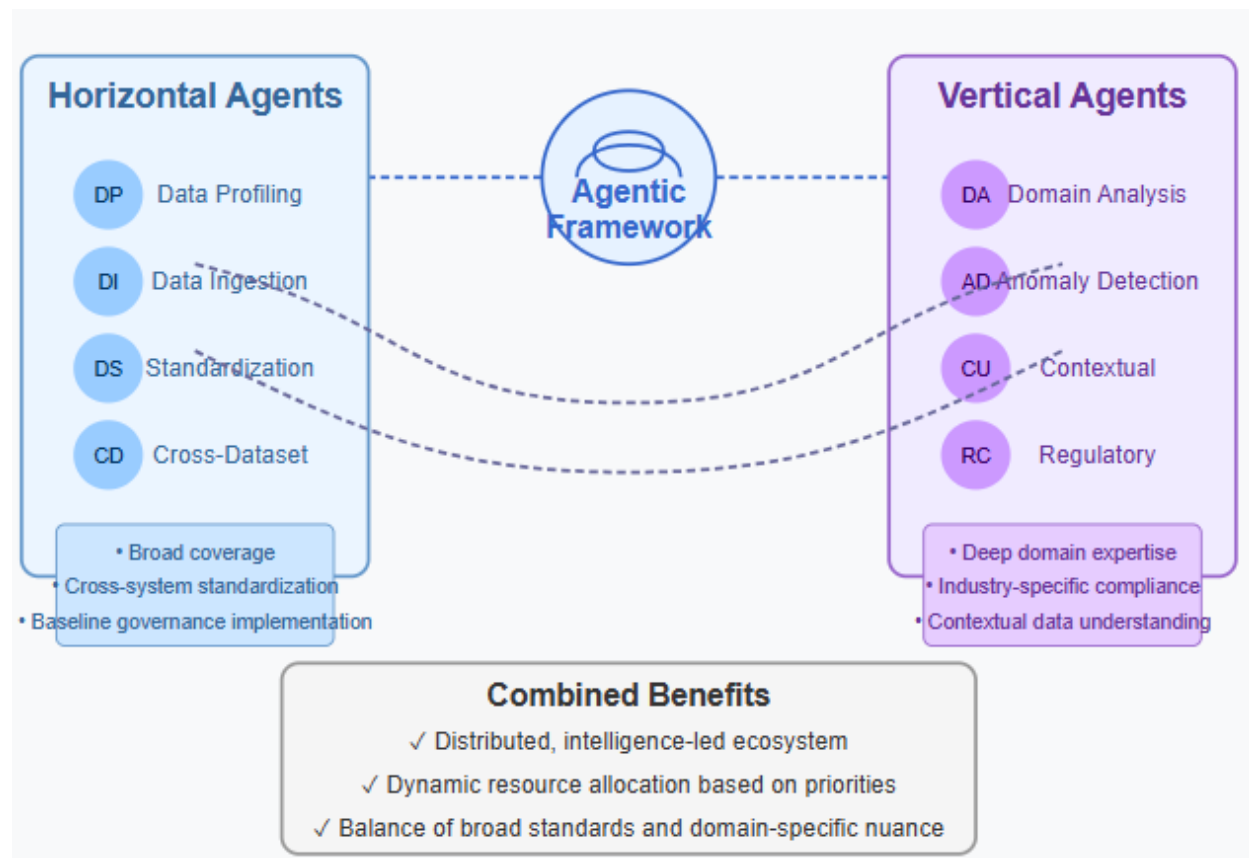 Horizontal Agents
DP Data Profiling
DI Data Ingestion
DS Standardization
CD Cross-Dataset
• Broad coverage
• Cross-system standardization
• Baseline governance implementation
Agentic
Framework
Vertical Agents
DA Domain Analysis
AD Anomaly Detection
CU Contextual
RC Regulatory
• Deep domain expertise
• Industry-specific compliance
• Contextual data understanding
Combined Benefits
✓ Distributed, intelligence-led ecosystem
✓ Dynamic resource allocation based on priorities
✓ Balance of broad standards and domain-specific nuance